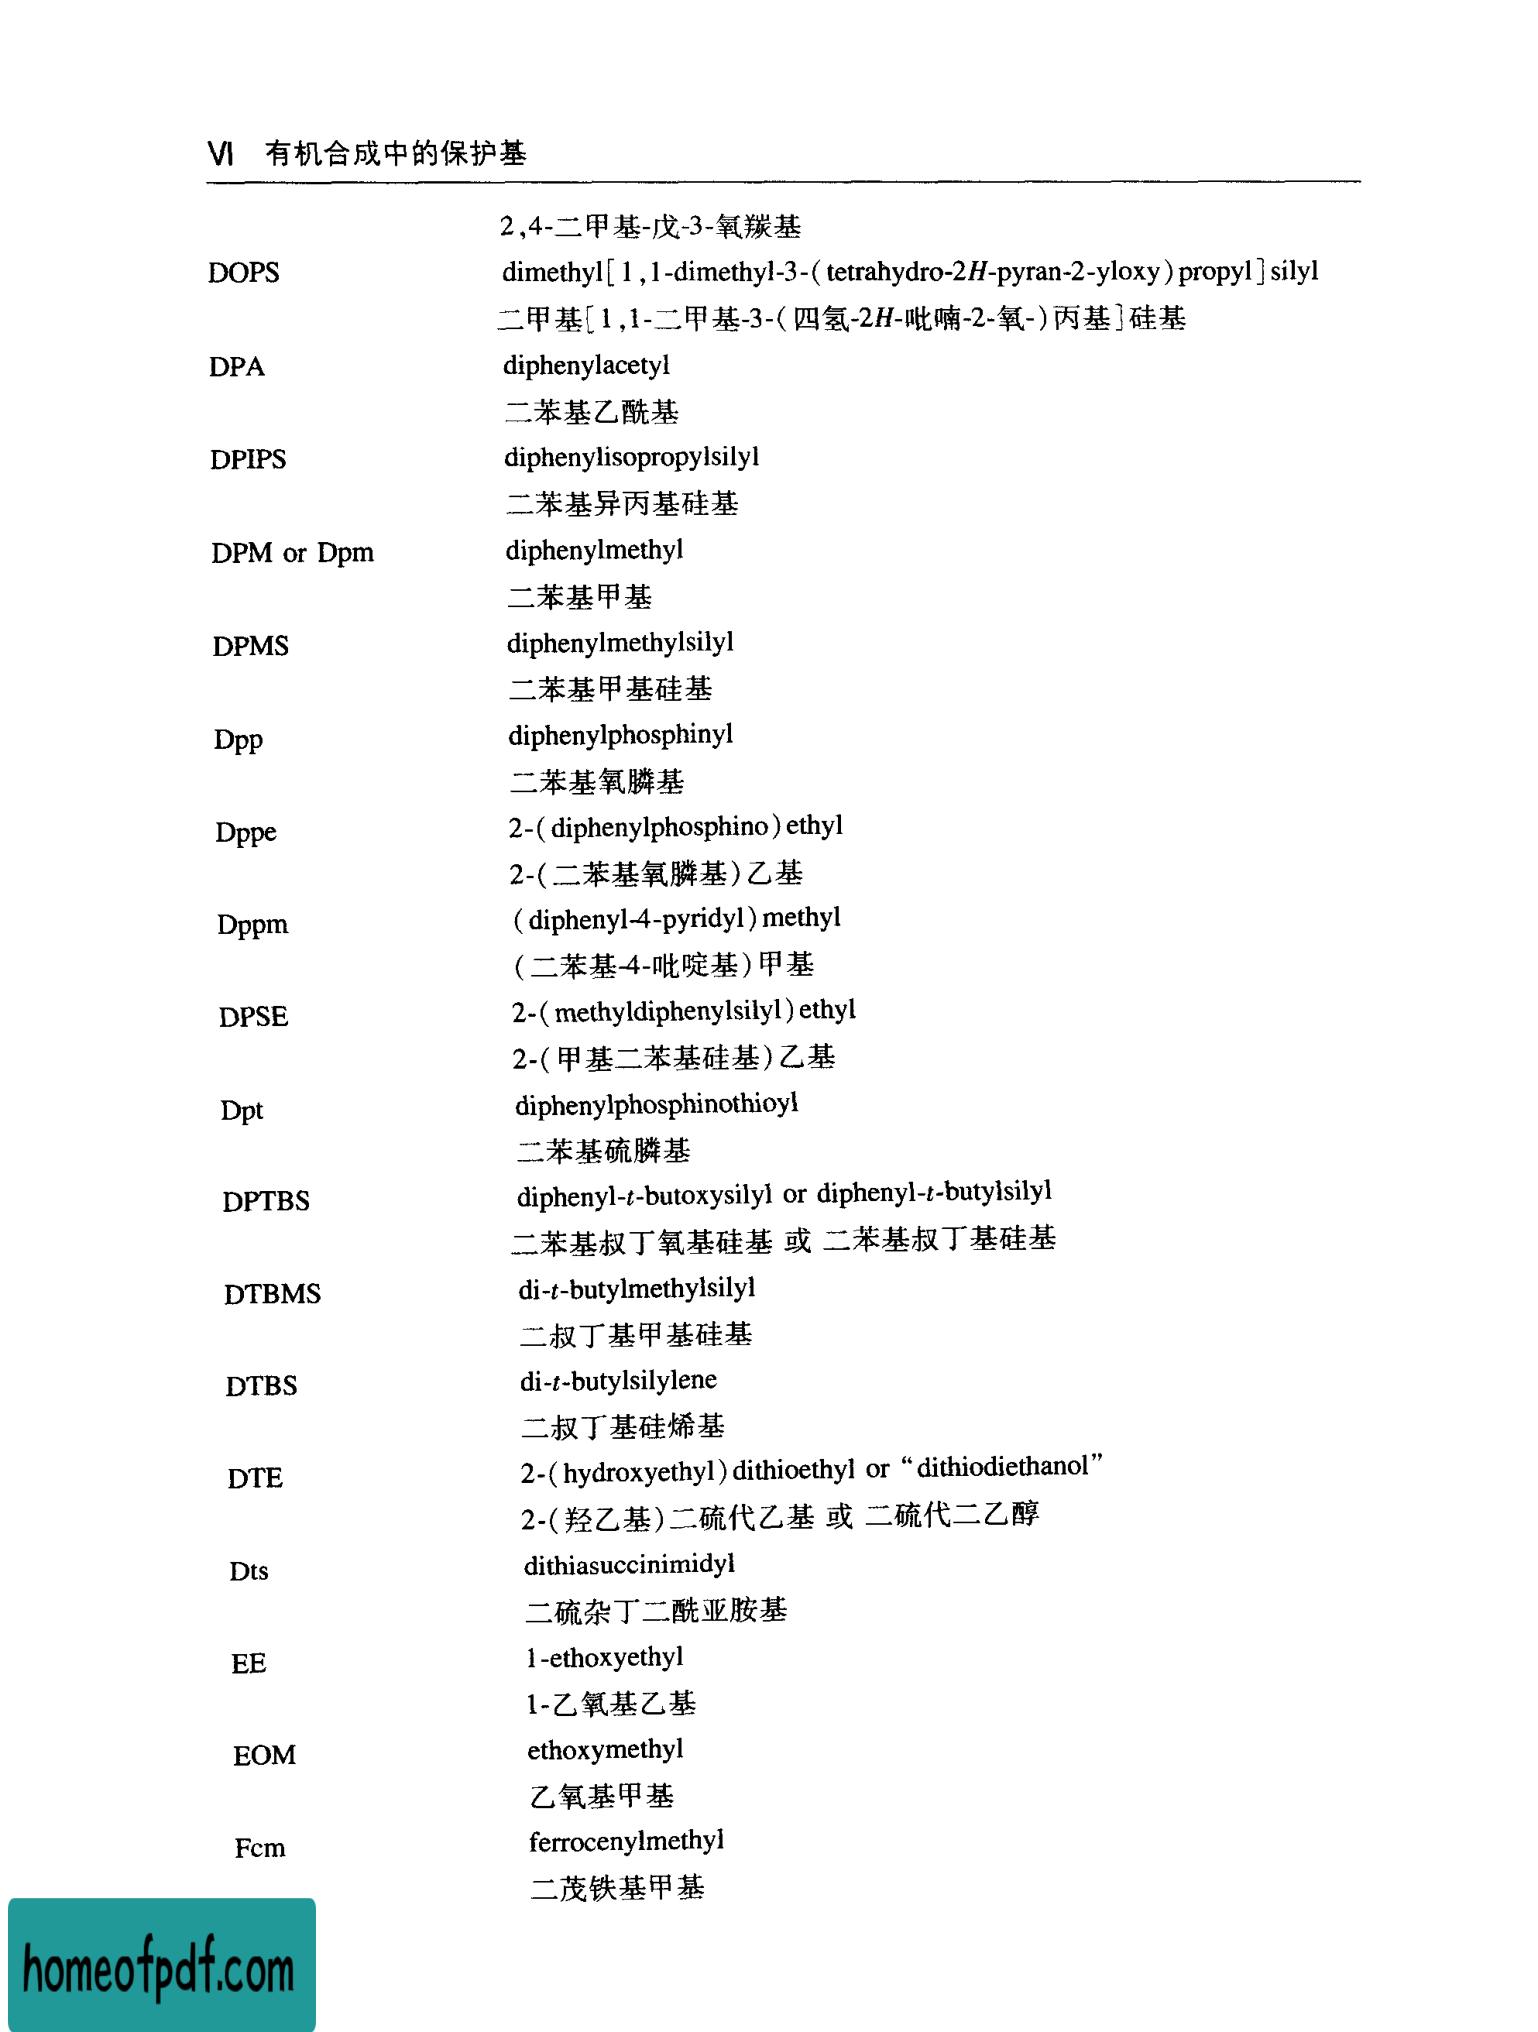 Ⅵ 有机合成中的保护基
2,4-二甲基-戊-3-氧羰基
DOPS dimethyl[1,1-dimethyl-3-(tetrahydro-2H-pyran-2-yloxy)propyl]silyl
二甲基[1,1-二甲基-3-(四氢-2H-吡喃-2-氧-)丙基]硅基
DPA diphenylacetyl
二苯基乙酰基
DPIPS diphenylisopropylsilyl
二苯基异丙基硅基
DPM or Dpm diphenylmethyl
二苯基甲基
DPMS diphenylmethylsilyl
二苯基甲基硅基
Dpp diphenylphosphinyl
二苯基氧膦基
Dppe 2-(diphenylphosphino)ethyl
2-(二苯基氧膦基)乙基
Dppm (diphenyl-4-pyridyl)methyl
(二苯基-4-吡啶基)甲基
DPSE 2-(methyldiphenylsilyl)ethyl
2-(甲基二苯基硅基)乙基
Dpt diphenylphosphinothioyl
二苯基硫膦基
DPTBS diphenyl-t-butoxysilyl or diphenyl-t-butylsilyl
二苯基叔丁氧基硅基 或 二苯基叔丁基硅基
DTBMS di-t-butylmethylsilyl
二叔丁基甲基硅基
DTBS di-t-butylsilylene
二叔丁基硅烯基
DTE 2-(hydroxyethyl)dithioethyl or “dithiodiethanol”
2-(羟乙基)二硫代乙基 或 二硫代二乙醇
Dts dithiasuccinimidyl
二硫杂丁二酰亚胺基
EE 1-ethoxyethyl
1-乙氧基乙基
EOM ethoxymethyl
乙氧基甲基
Fcm ferrocenylmethyl
二茂铁基甲基
homeofpdf.com